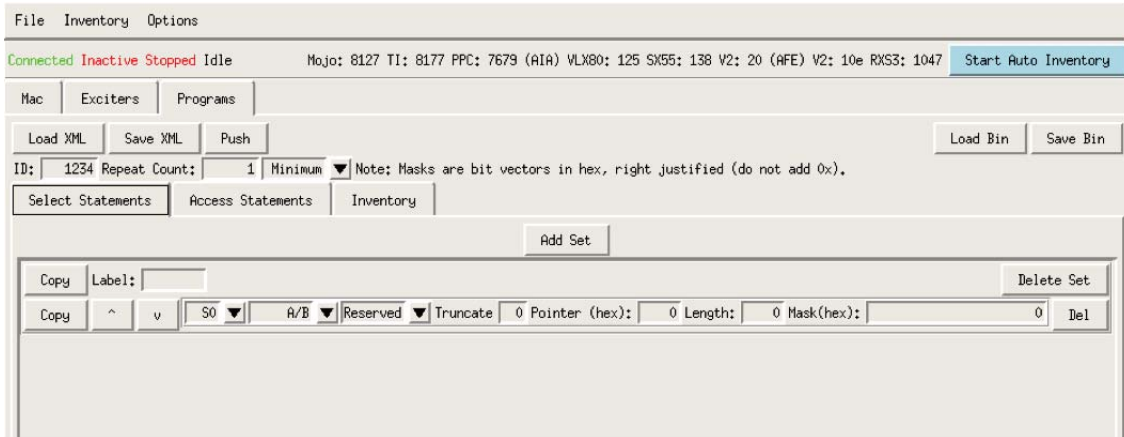 File Inventory Options
Connected Inactive Stopped Idle Mojo: 8127 TI: 8177 PPC: 7679 (AIA) VLX80: 125 SX55: 138 V2: 20 (AFE) V2: 10e RXS3: 1047 Start Auto Inventory
Mac Exciters Programs
Load XML Save XML Push Load Bin Save Bin
ID: 1234 Repeat Count: 1 Minimum Note: Masks are bit vectors in hex, right justified (do not add 0x).
Select Statements Access Statements Inventory
Add Set
Copy Label: Delete Set
Copy ^ v S0 A/B Reserved Truncate 0 Pointer (hex): 0 Length: 0 Mask(hex): 0 Del